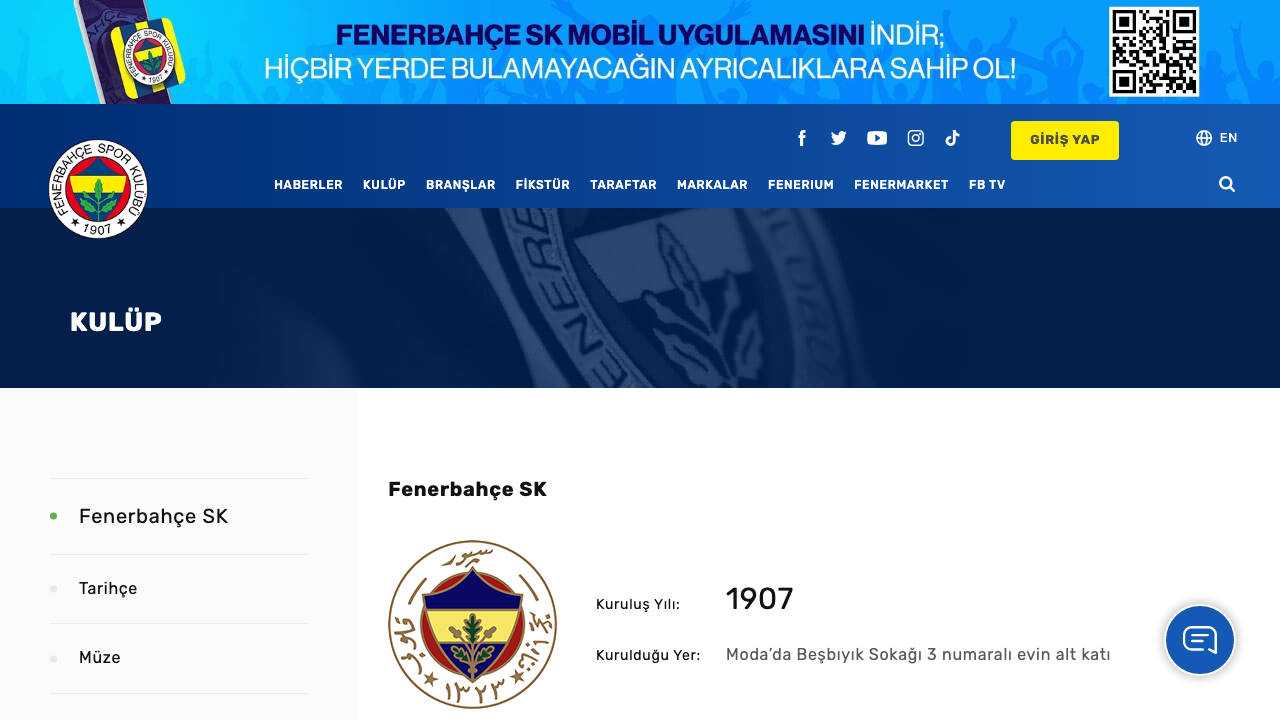 FENERBAHÇE SK MOBİL UYGULAMASINI İNDİR;
HİÇBİR YERDE BULAMAYACAĞIN AYRICALIKLARA SAHİP OL!
GİRİŞ YAP
EN
FENERBAHÇE SPOR KULÜBÜ
1907
HABERLER KULÜP BRANŞLAR FİKSTÜR TARAFTAR MARKALAR FENERIUM FENERMARKET FB TV
KULÜP
Fenerbahçe SK
Tarihçe
Müze
Fenerbahçe SK
١٣٢٣
Kuruluş Yılı: 1907
Kurulduğu Yer: Moda’da Beşbıyık Sokağı 3 numaralı evin alt katı